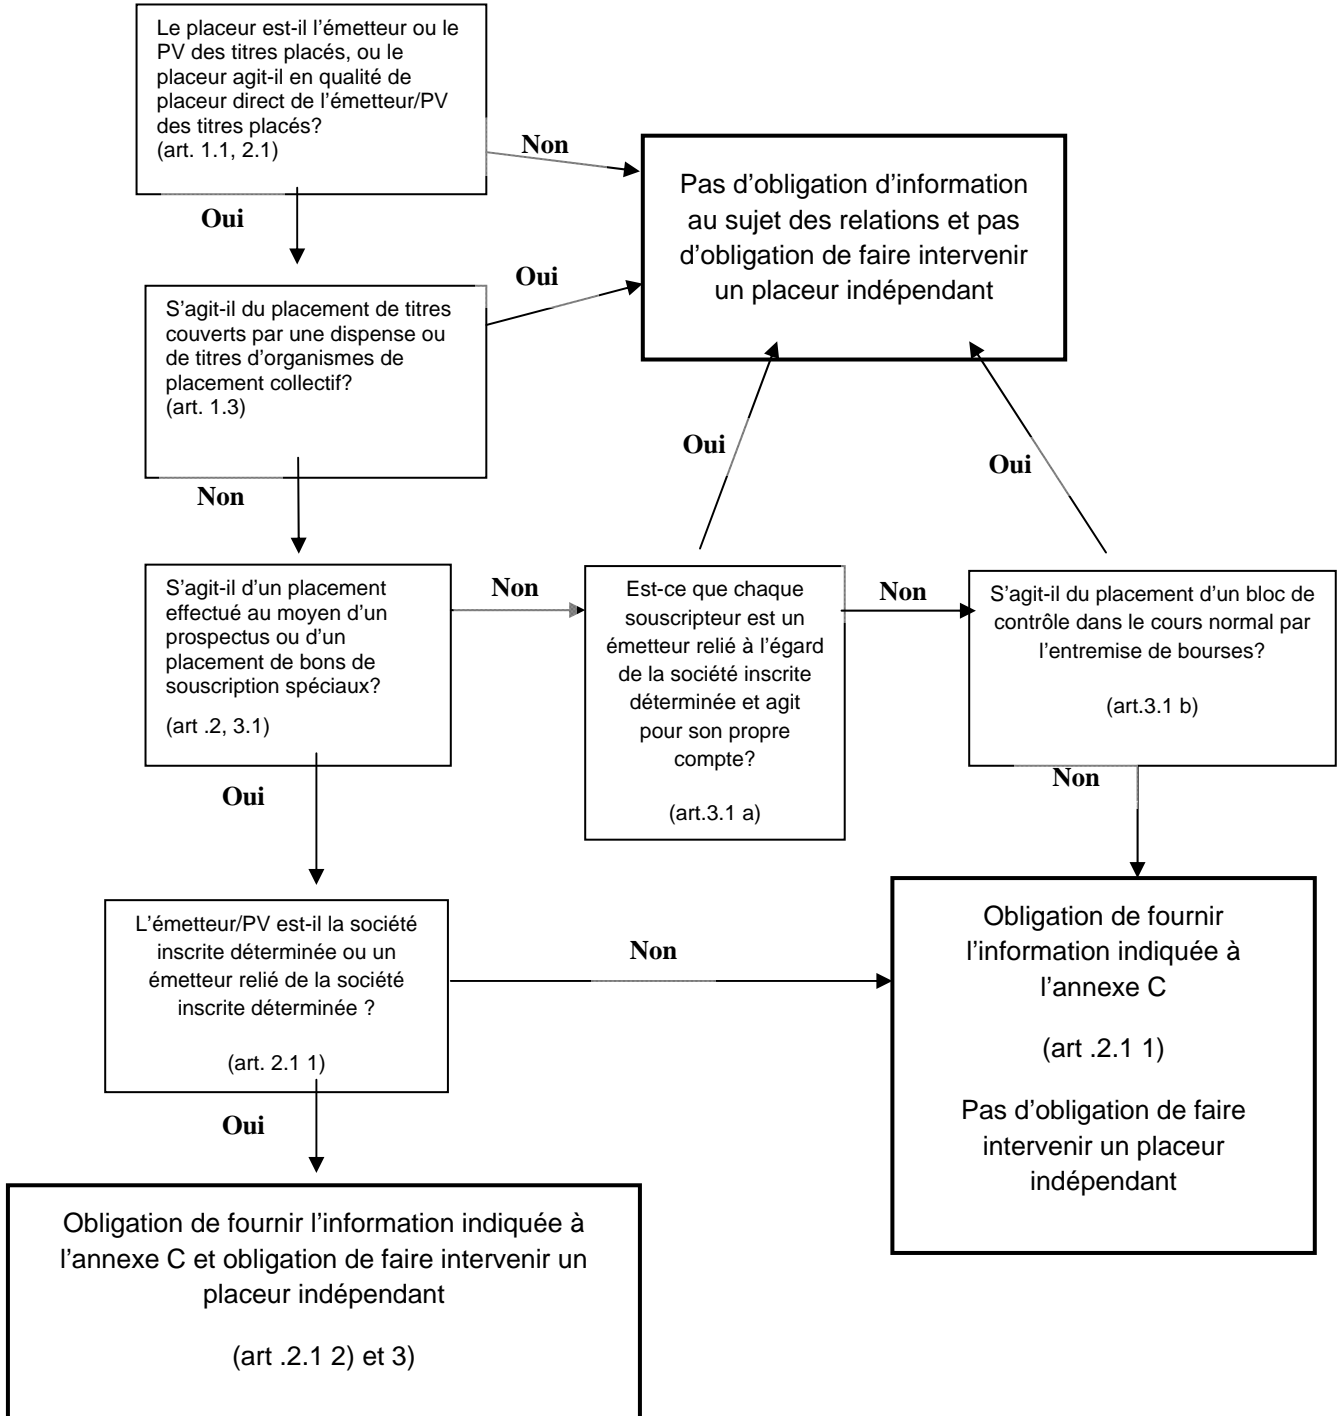 Le placeur est-il l’émetteur ou le
PV des titres placés, ou le
placeur agit-il en qualité de
placeur direct de l’émetteur/PV
des titres placés?
(art. 1.1, 2.1)
Non
Pas d’obligation d’information
au sujet des relations et pas
d’obligation de faire intervenir
un placeur indépendant
Oui
Oui
S’agit-il du placement de titres
couverts par une dispense ou
de titres d’organismes de
placement collectif?
(art. 1.3)
Oui
Oui
Non
S’agit-il d’un placement
effectué au moyen d’un
prospectus ou d’un
placement de bons de
souscription spéciaux?
(art .2, 3.1)
Non
Est-ce que chaque
souscripteur est un
émetteur relié à l’égard
de la société inscrite
déterminée et agit
pour son propre
compte?
(art.3.1 a)
Non
S’agit-il du placement d’un bloc de
contrôle dans le cours normal par
l’entremise de bourses?
(art.3.1 b)
Oui
Non
L’émetteur/PV est-il la société
inscrite déterminée ou un
émetteur relié de la société
inscrite déterminée ?
(art. 2.1 1)
Non
Obligation de fournir
l’information indiquée à
l’annexe C
(art .2.1 1)
Pas d’obligation de faire
intervenir un placeur
indépendant
Oui
Obligation de fournir l’information indiquée à
l’annexe C et obligation de faire intervenir un
placeur indépendant
(art .2.1 2) et 3)